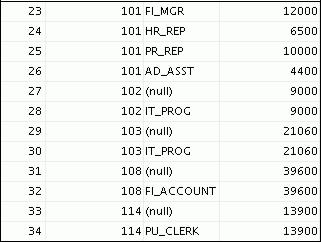 23 101 FI_MGR 12000
24 101 HR_REP 6500
25 101 PR_REP 10000
26 101 AD_ASST 4400
27 102 (null) 9000
28 102 IT_PROG 9000
29 103 (null) 21060
30 103 IT_PROG 21060
31 108 (null) 39600
32 108 FI_ACCOUNT 39600
33 114 (null) 13900
34 114 PU_CLERK 13900